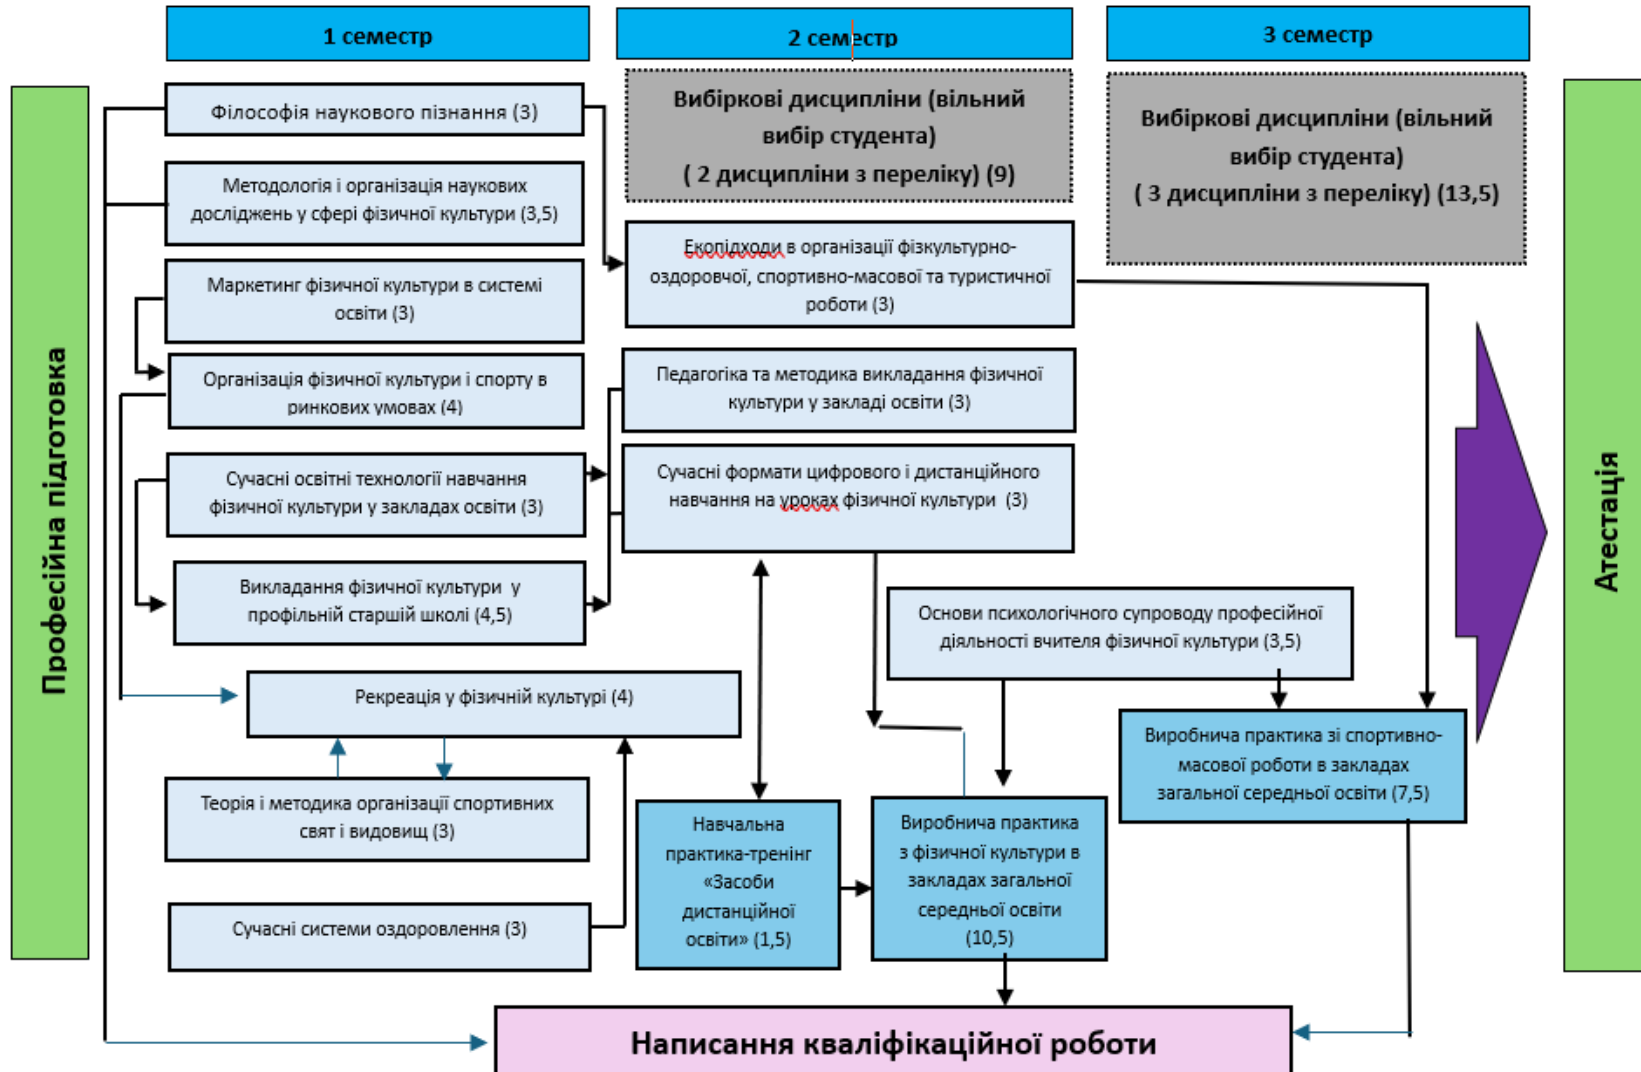 1 семестр
2 семестр
3 семестр
Професійна підготовка
Філософія наукового пізнання (3)
Методологія і організація наукових
досліджень у сфері фізичної культури (3,5)
Маркетинг фізичної культури в системі
освіти (3)
Організація фізичної культури і спорту в
ринкових умовах (4)
Сучасні освітні технології навчання
фізичної культури у закладах освіти (3)
Викладання фізичної культури у
профільній старшій школі (4,5)
Рекреація у фізичній культурі (4)
Теорія і методика організації спортивних
свят і видовищ (3)
Сучасні системи оздоровлення (3)
Вибіркові дисципліни (вільний
вибір студента)
( 2 дисципліни з переліку) (9)
Екопідходи в організації фізкультурно-
оздоровчої, спортивно-масової та туристичної
роботи (3)
Педагогіка та методика викладання фізичної
культури у закладі освіти (3)
Сучасні формати цифрового і дистанційного
навчання на уроках фізичної культури (3)
Навчальна
практика-тренінг
«Засоби
дистанційної
освіти» (1,5)
Виробнича практика
з фізичної культури в
закладах загальної
середньої освіти
(10,5)
Вибіркові дисципліни (вільний
вибір студента)
( 3 дисципліни з переліку) (13,5)
Основи психологічного супроводу професійної
діяльності вчителя фізичної культури (3,5)
Виробнича практика зі спортивно-
масової роботи в закладах
загальної середньої освіти (7,5)
Атестація
Написання кваліфікаційної роботи